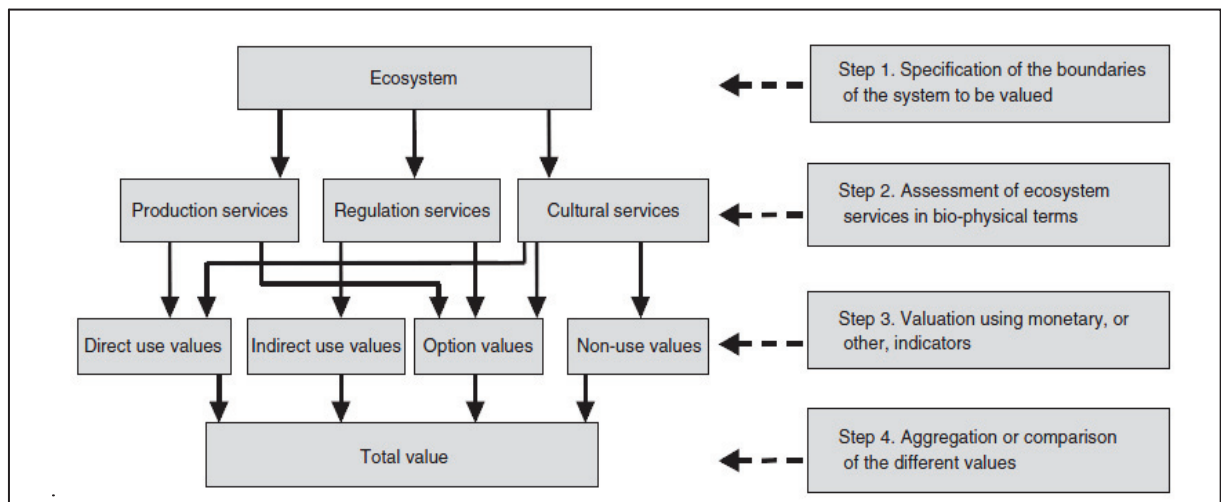 Ecosystem
Step 1. Specification of the boundaries
of the system to be valued
Production services
Regulation services
Cultural services
Step 2. Assessment of ecosystem
services in bio-physical terms
Direct use values
Indirect use values
Option values
Non-use values
Step 3. Valuation using monetary, or
other, indicators
Total value
Step 4. Aggregation or comparison
of the different values